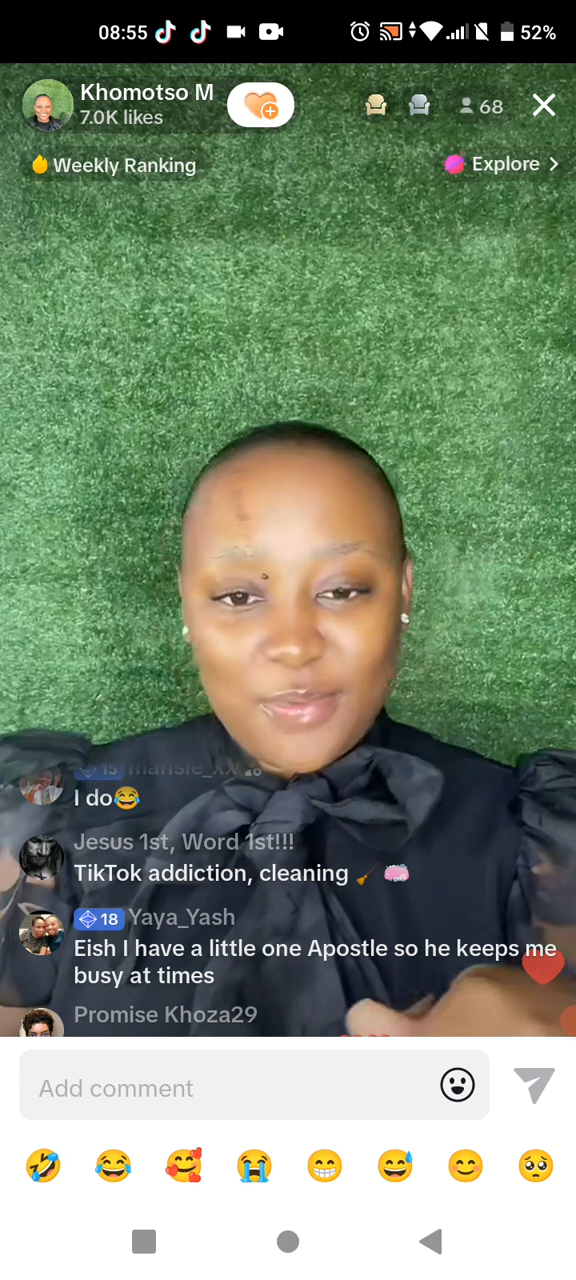 08:55 52%
Khomotso M
7.0K likes
68
Weekly Ranking
Explore
15 mansie_xx
I do😂
Jesus 1st, Word 1st!!!
TikTok addiction, cleaning 🧹 🧼
18 Yaya_Yash
Eish I have a little one Apostle so he keeps me
busy at times
Promise Khoza29
Add comment